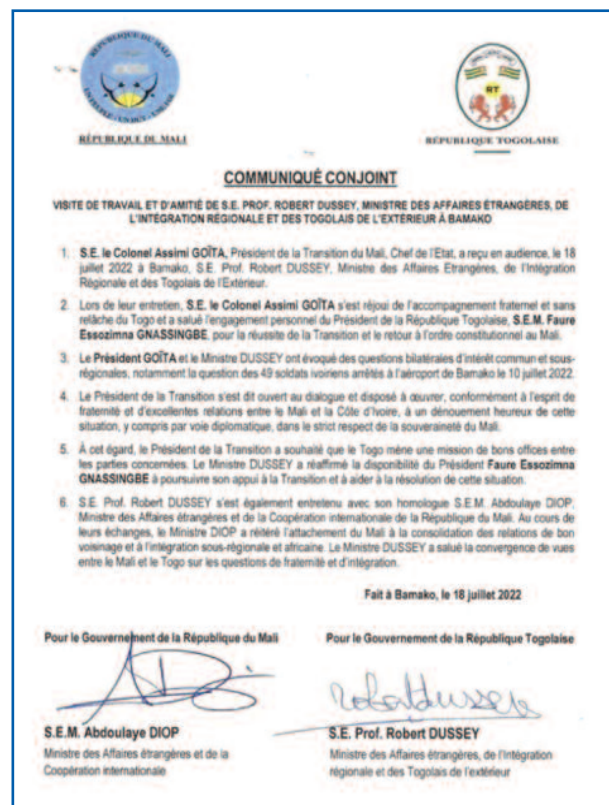 RÉPUBLIQUE DU MALI
UN PEUPLE - UN BUT - UNE FOI
RÉPUBLIQUE DU MALI
RT
RÉPUBLIQUE TOGOLAISE
COMMUNIQUÉ CONJOINT
VISITE DE TRAVAIL ET D'AMITIÉ DE S.E. PROF. ROBERT DUSSEY, MINISTRE DES AFFAIRES ÉTRANGÈRES, DE
L'INTÉGRATION RÉGIONALE ET DES TOGOLAIS DE L'EXTÉRIEUR À BAMAKO
1. S.E. le Colonel Assimi GOÏTA, Président de la Transition du Mali, Chef de l'Etat, a reçu en audience, le 18
juillet 2022 à Bamako, S.E. Prof. Robert DUSSEY, Ministre des Affaires Etrangères, de l'Intégration
Régionale et des Togolais de l'Extérieur.
2. Lors de leur entretien, S.E. le Colonel Assimi GOÏTA s'est réjoui de l'accompagnement fraternel et sans
relâche du Togo et a salué l'engagement personnel du Président de la République Togolaise, S.E.M. Faure
Essozimna GNASSINGBE, pour la réussite de la Transition et le retour à l'ordre constitutionnel au Mali.
3. Le Président GOÏTA et le Ministre DUSSEY ont évoqué des questions bilatérales d'intérêt commun et sous-
régionales, notamment la question des 49 soldats ivoiriens arrêtés à l'aéroport de Bamako le 10 juillet 2022.
4. Le Président de la Transition s'est dit ouvert au dialogue et disposé à œuvrer, conformément à l'esprit de
fraternité et d'excellentes relations entre le Mali et la Côte d'Ivoire, à un dénouement heureux de cette
situation, y compris par voie diplomatique, dans le strict respect de la souveraineté du Mali.
5. À cet égard, le Président de la Transition a souhaité que le Togo mène une mission de bons offices entre
les parties concernées. Le Ministre DUSSEY a réaffirmé la disponibilité du Président Faure Essozimna
GNASSINGBE à poursuivre son appui à la Transition et à aider à la résolution de cette situation.
6. S.E. Prof. Robert DUSSEY s'est également entretenu avec son homologue S.E.M. Abdoulaye DIOP,
Ministre des Affaires étrangères et de la Coopération internationale de la République du Mali. Au cours de
leurs échanges, le Ministre DIOP a réitéré l'attachement du Mali à la consolidation des relations de bon
voisinage et à l'intégration sous-régionale et africaine. Le Ministre DUSSEY a salué la convergence de vues
entre le Mali et le Togo sur les questions de fraternité et d'intégration.
Fait à Bamako, le 18 juillet 2022
Pour le Gouvernement de la République du Mali
Pour le Gouvernement de la République Togolaise
robertdussey
S.E.M. Abdoulaye DIOP
S.E. Prof. Robert DUSSEY
Ministre des Affaires étrangères et de la
Coopération internationale
Ministre des Affaires étrangères, de l'Intégration
régionale et des Togolais de l'extérieur